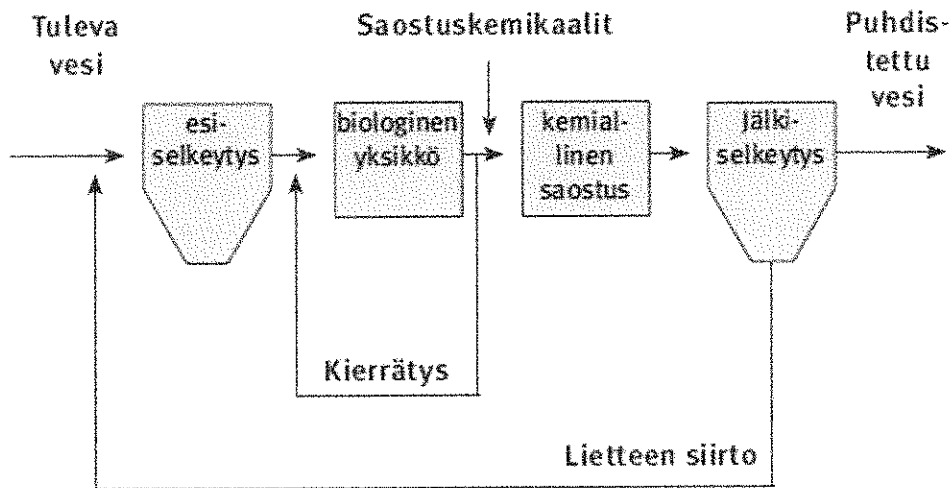 Tuleva
vesi
Saostuskemikaalit
Puhdis-
tettu
vesi
esi-
selkeytys
biologinen
yksikkö
kemial-
linen
saostus
Jälki-
selkeytys
Kierrätys
Lietteen siirto